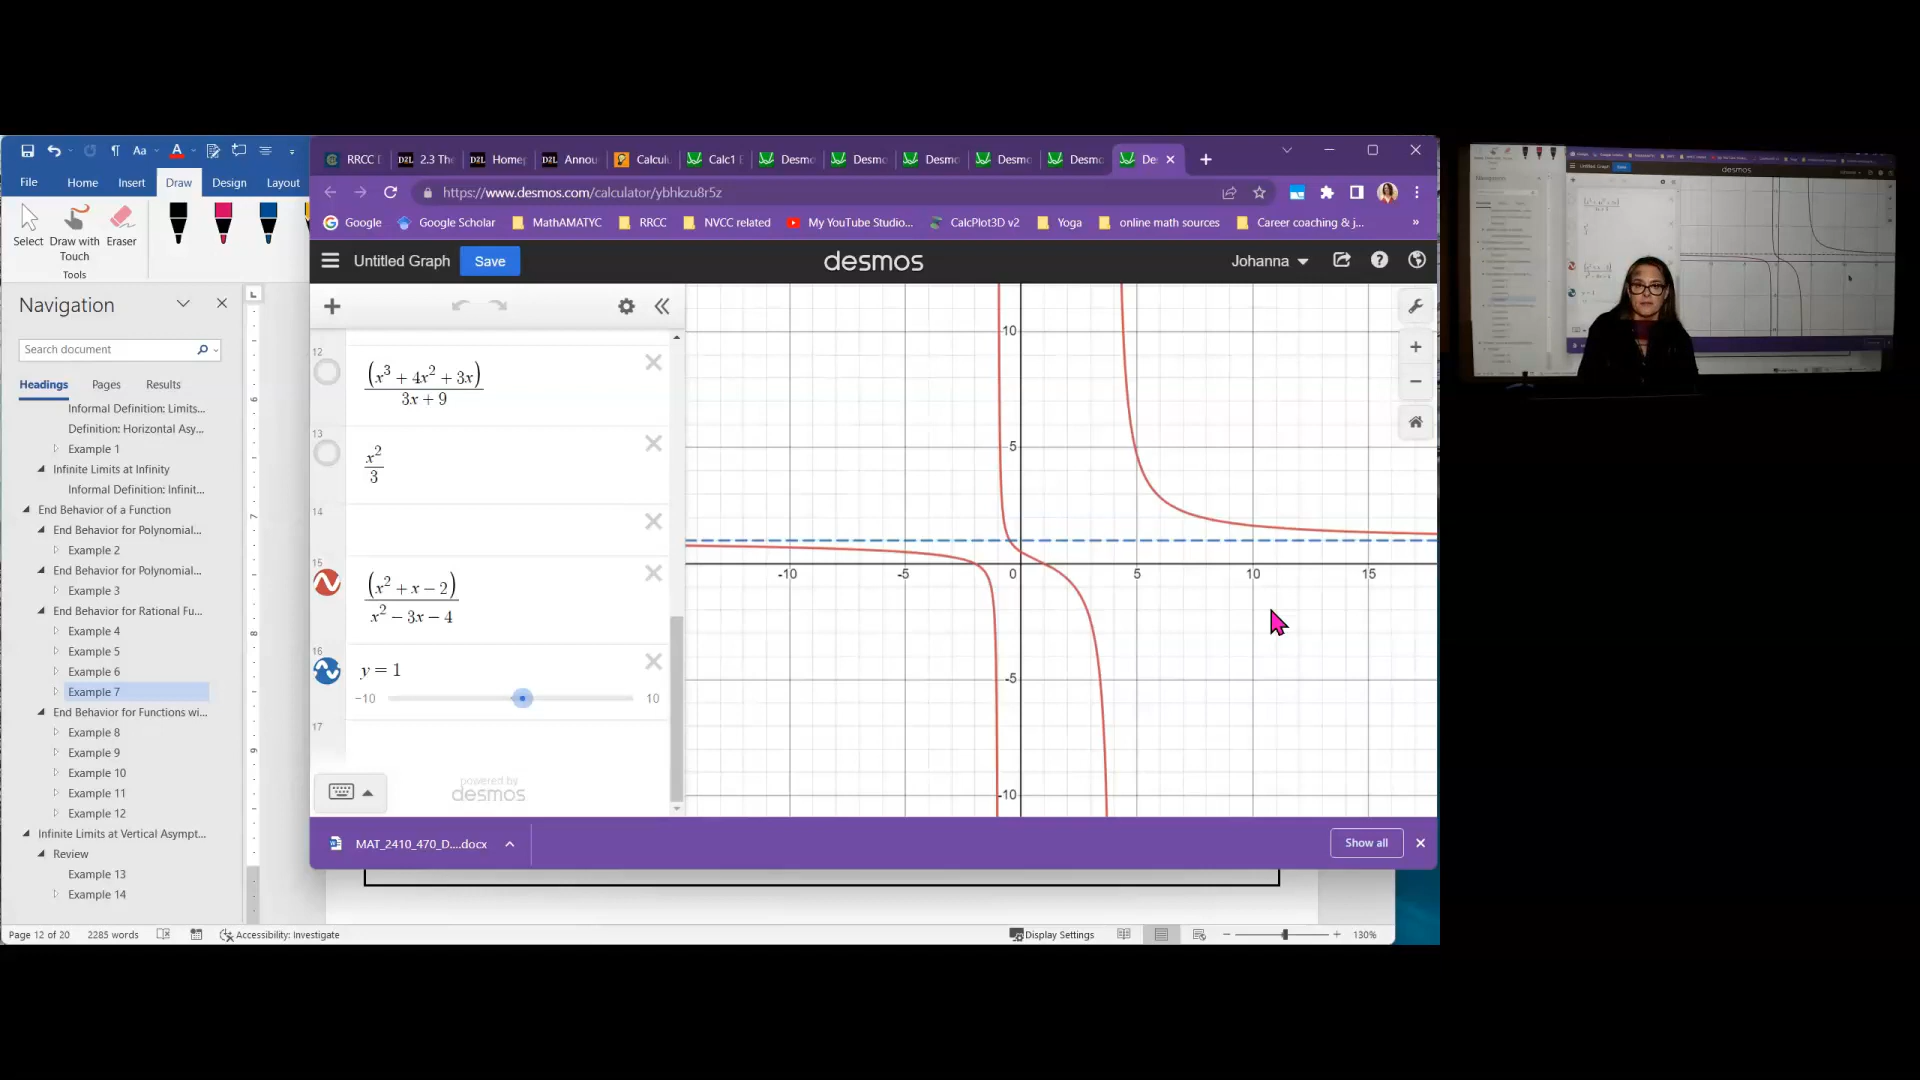 RRCC D
2.3 The
Home
Annou
Calcul
Calc1 E
Desmo
Desmo
Desmo
Desmo
Desmo
De
https://www.desmos.com/calculator/ybhkzu8r5z
Google
Google Scholar
MathAMATYC
RRCC
NVCC related
My YouTube Studio...
CalcPlot3D v2
Yoga
online math sources
Career coaching & j...
»
Aa
A
File
Home
Insert
Draw
Design
Layout
Select
Draw with
Touch
Eraser
Tools
Navigation
Search document
Headings
Pages
Results
Informal Definition: Limits...
Definition: Horizontal Asy...
Example 1
Infinite Limits at Infinity
Informal Definition: Infinit...
End Behavior of a Function
End Behavior for Polynomial...
Example 2
End Behavior for Polynomial...
Example 3
End Behavior for Rational Fu...
Example 4
Example 5
Example 6
Example 7
End Behavior for Functions wi...
Example 8
Example 9
Example 10
Example 11
Example 12
Infinite Limits at Vertical Asympt...
Review
Example 13
Example 14
Untitled Graph
Save
desmos
Johanna
12
(x³ + 4x² + 3x)
3x + 9
13
x²
3
14
15
(x² + x − 2)
x² − 3x − 4
16
y = 1
−10
10
17
powered by
desmos
10
5
-10
-5
0
5
10
15
-5
-10
MAT_2410_470_D....docx
Show all
Page 12 of 20
2285 words
Accessibility: Investigate
Display Settings
130%